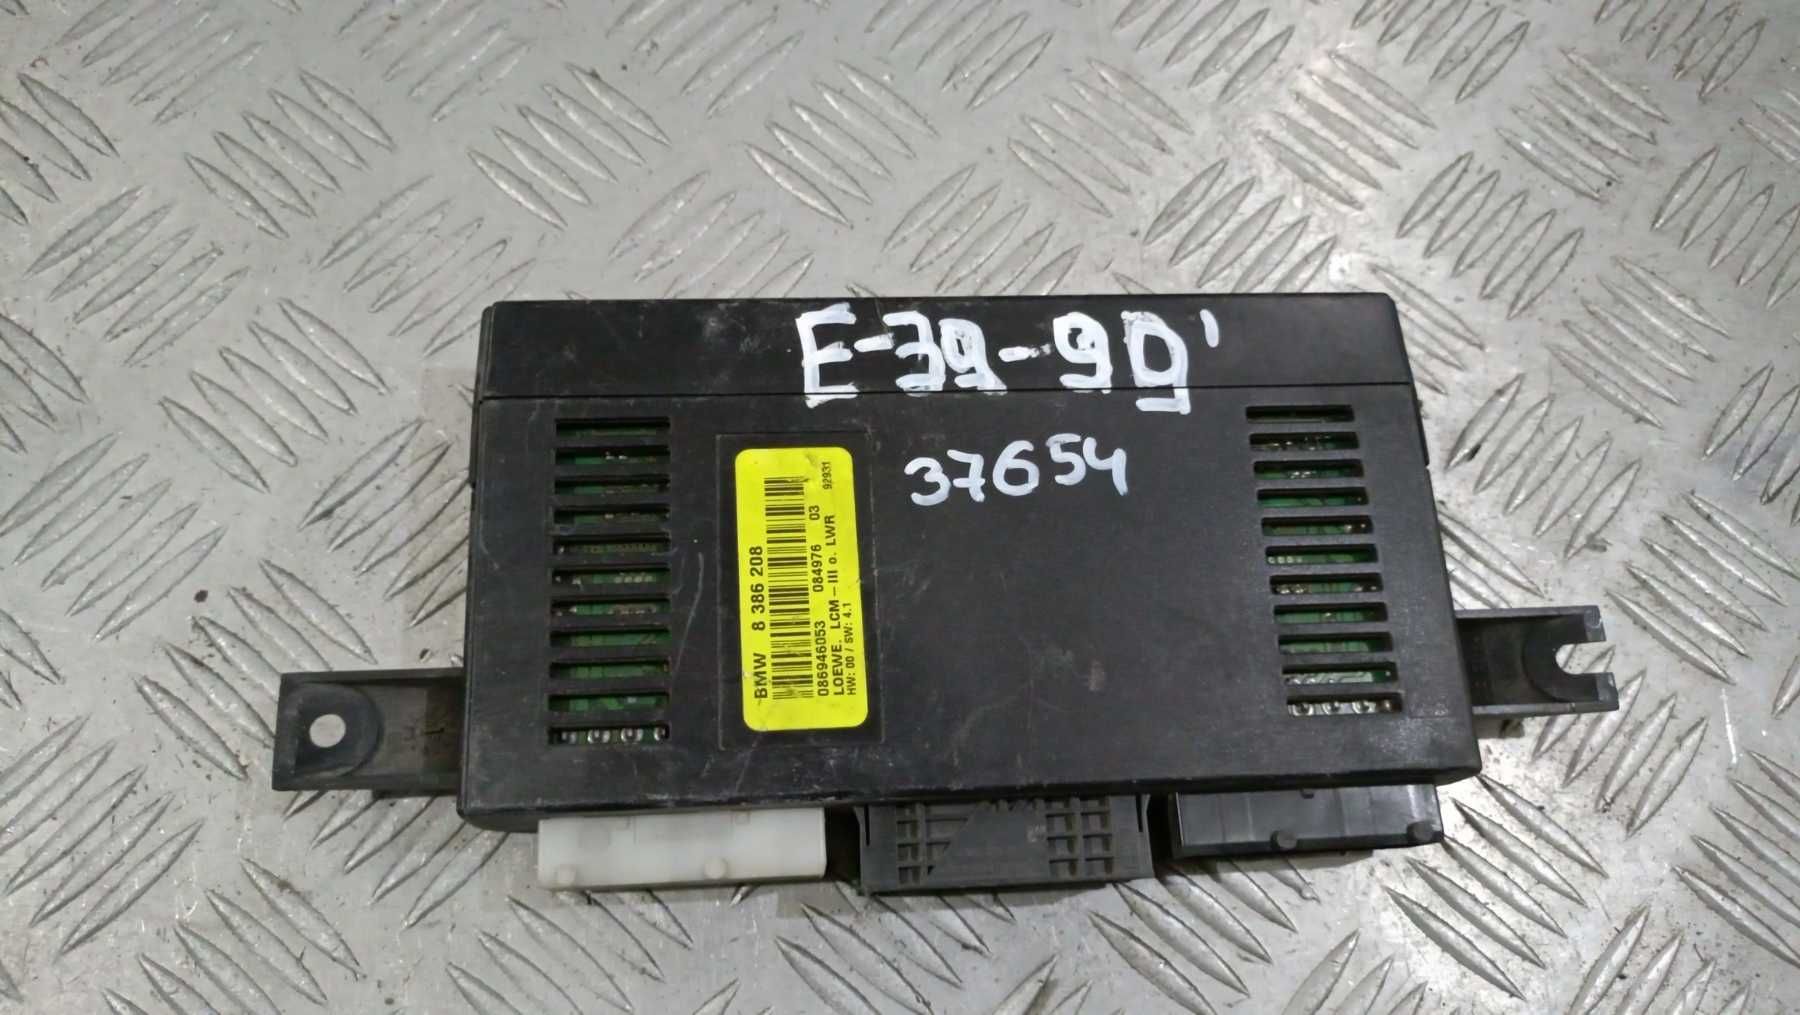 E-39-99'
37654
BMW 8 386 208
086946053 084976 03
LOEWE. LCM-III o. LWR
HW: 00 / SW: 4.1 92931